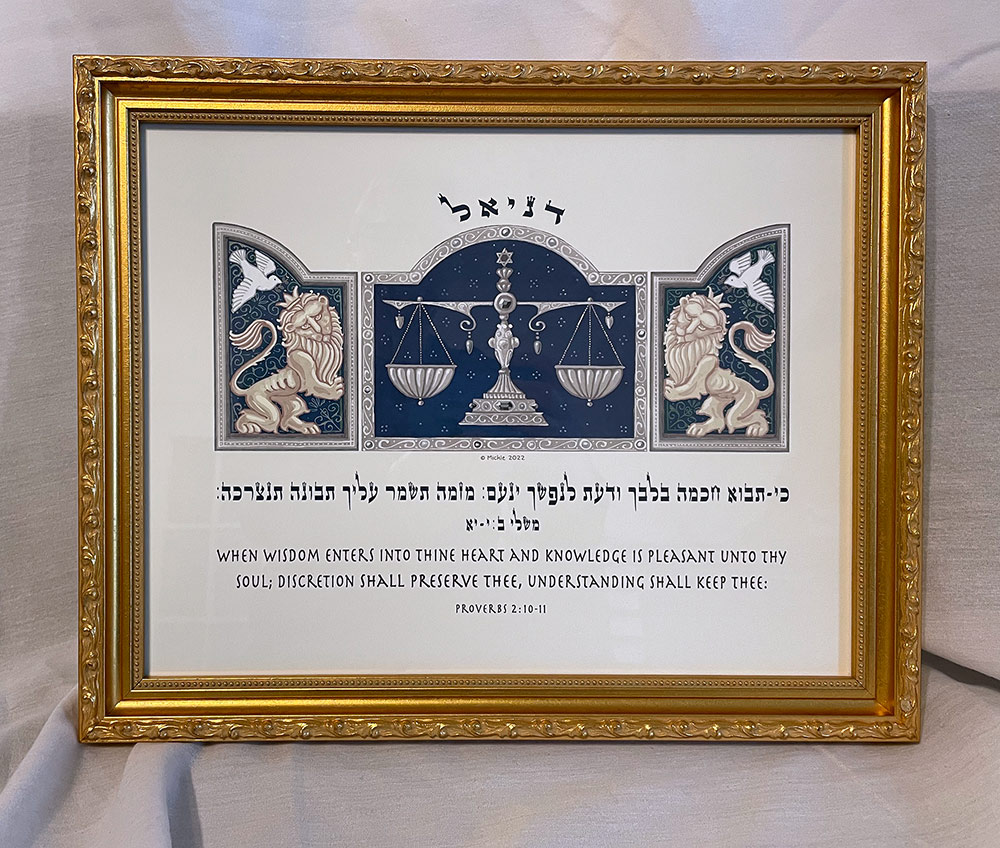 דניאל
© Mickie 2022
כי-תבוא חכמה בלבך ודעת לנפשך ינעם: מזמה תשמר עליך תבונה תנצרכה:
משלי ב:י-יא
WHEN WISDOM ENTERS INTO THINE HEART AND KNOWLEDGE IS PLEASANT UNTO THY
SOUL; DISCRETION SHALL PRESERVE THEE, UNDERSTANDING SHALL KEEP THEE:
PROVERBS 2:10-11